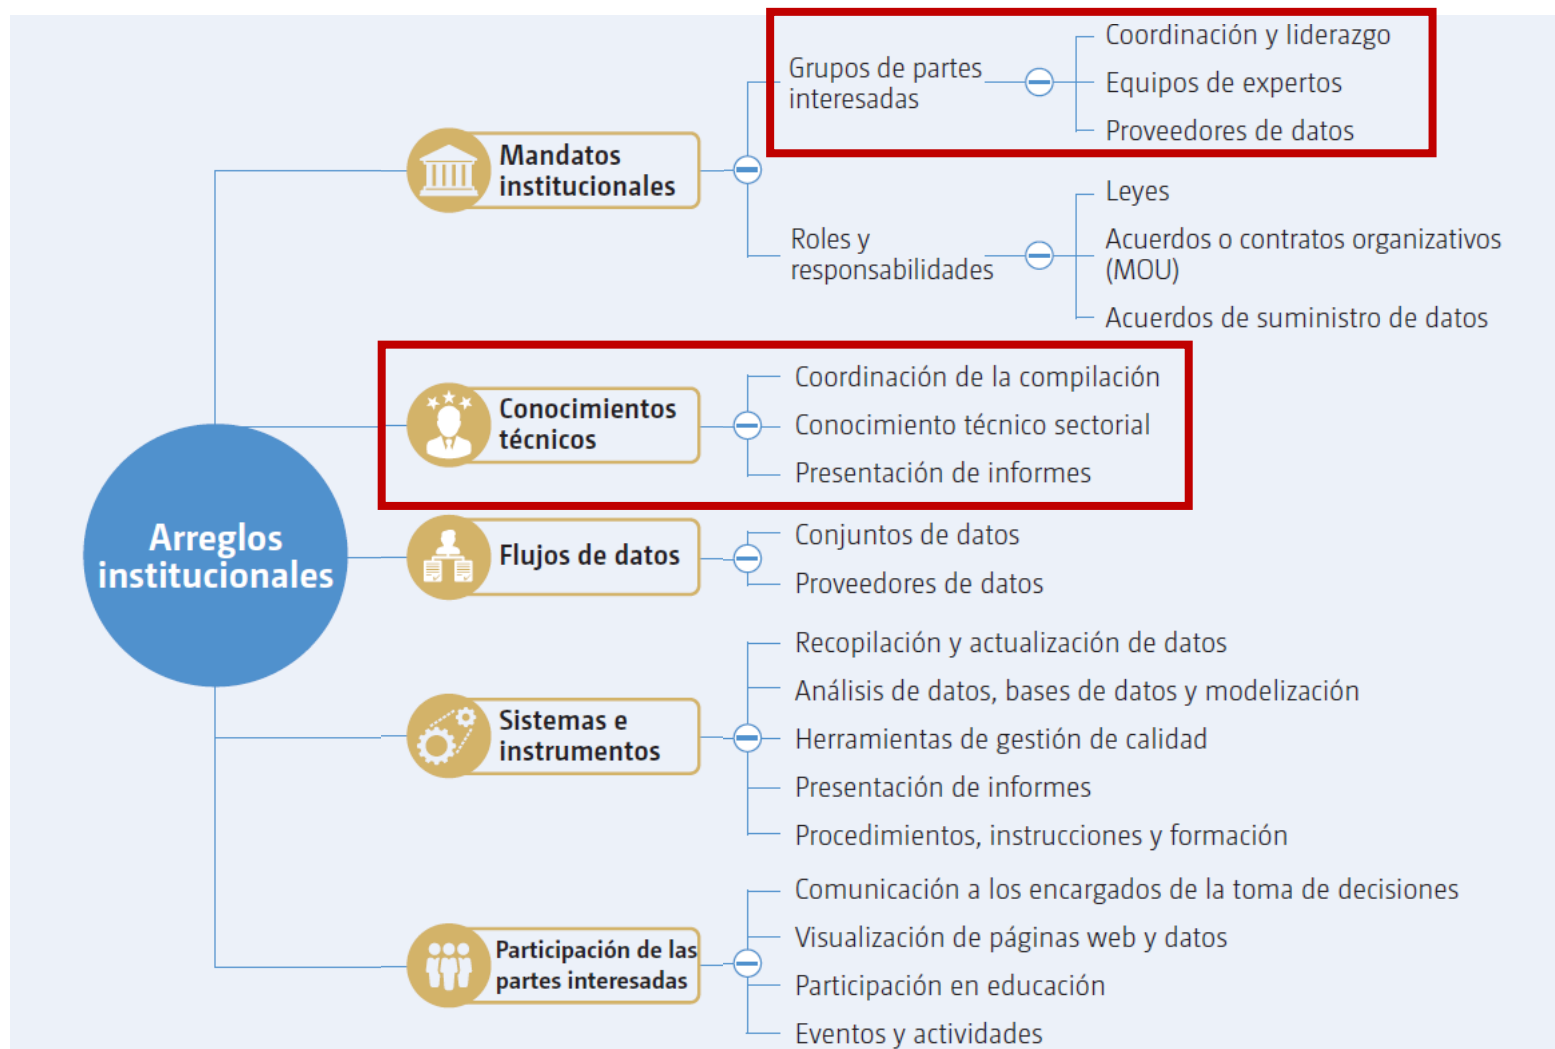 Arreglos
institucionales
Mandatos
institucionales
Grupos de partes
interesadas
Coordinación y liderazgo
Equipos de expertos
Proveedores de datos
Roles y
responsabilidades
Leyes
Acuerdos o contratos organizativos
(MOU)
Acuerdos de suministro de datos
Conocimientos
técnicos
Coordinación de la compilación
Conocimiento técnico sectorial
Presentación de informes
Flujos de datos
Conjuntos de datos
Proveedores de datos
Sistemas e
instrumentos
Recopilación y actualización de datos
Análisis de datos, bases de datos y modelización
Herramientas de gestión de calidad
Presentación de informes
Procedimientos, instrucciones y formación
Participación de las
partes interesadas
Comunicación a los encargados de la toma de decisiones
Visualización de páginas web y datos
Participación en educación
Eventos y actividades